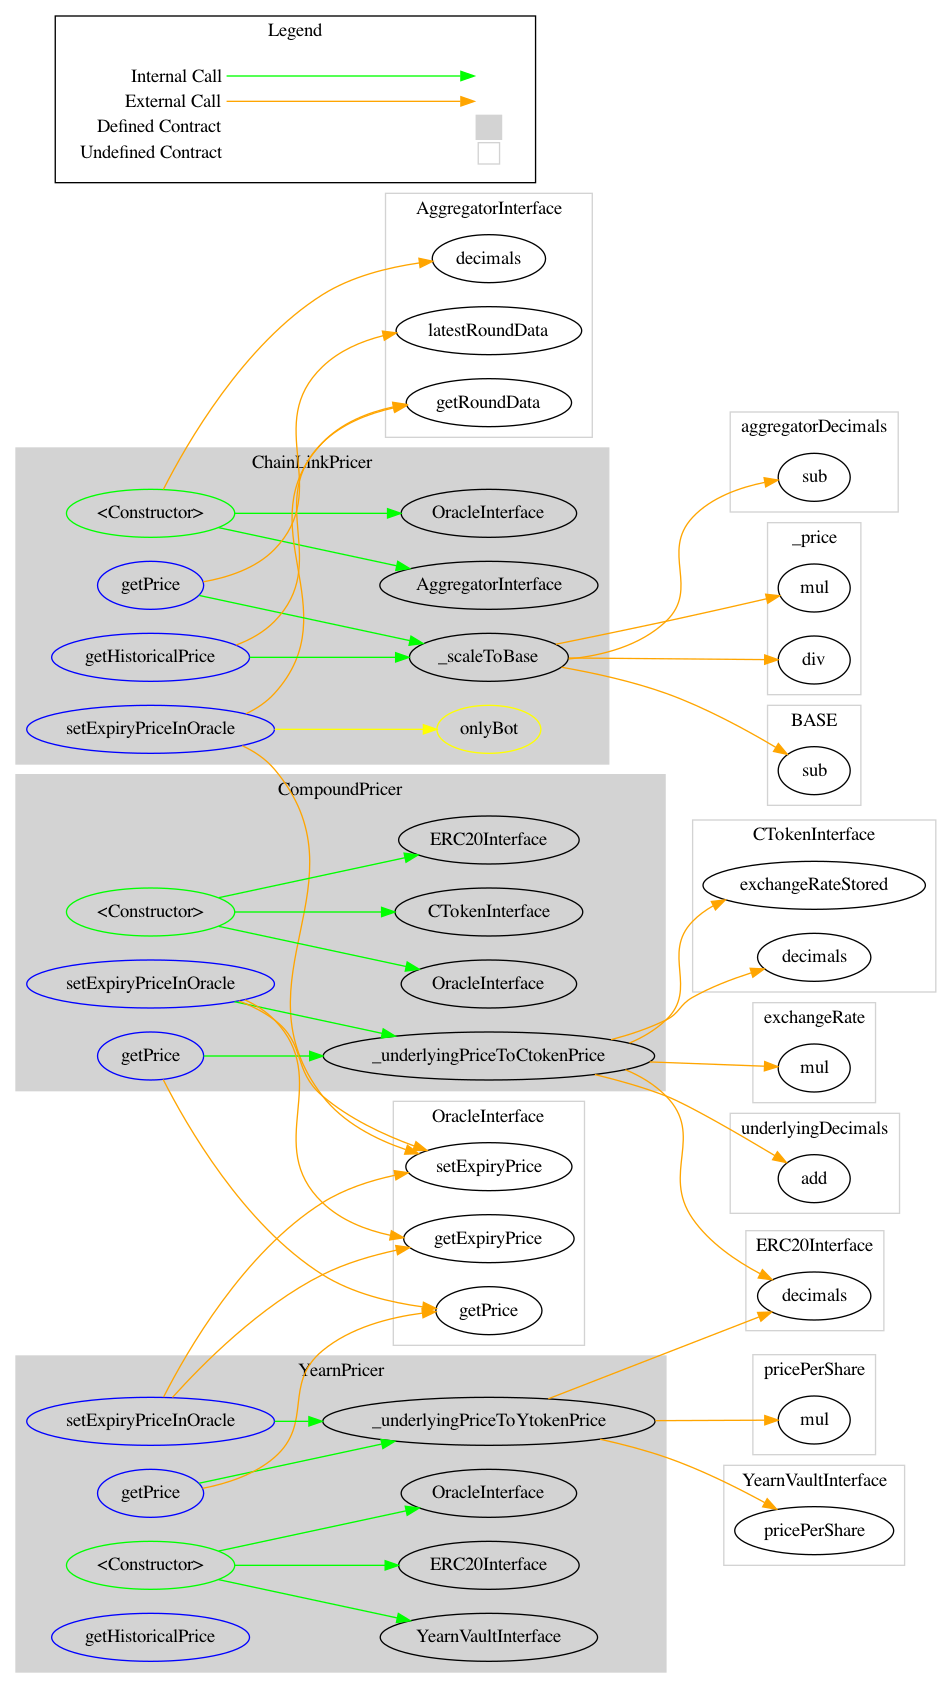 Legend
Internal Call
External Call
Defined Contract
Undefined Contract
AggregatorInterface
decimals
latestRoundData
getRoundData
aggregatorDecimals
sub
_price
mul
div
BASE
sub
ChainLinkPricer
<Constructor>
OracleInterface
getPrice
AggregatorInterface
getHistoricalPrice
_scaleToBase
setExpiryPriceInOracle
onlyBot
CompoundPricer
ERC20Interface
<Constructor>
CTokenInterface
setExpiryPriceInOracle
OracleInterface
getPrice
_underlyingPriceToCtokenPrice
CTokenInterface
exchangeRateStored
decimals
exchangeRate
mul
underlyingDecimals
add
OracleInterface
setExpiryPrice
getExpiryPrice
getPrice
ERC20Interface
decimals
YearnPricer
setExpiryPriceInOracle
_underlyingPriceToYtokenPrice
getPrice
OracleInterface
<Constructor>
ERC20Interface
getHistoricalPrice
YearnVaultInterface
pricePerShare
mul
YearnVaultInterface
pricePerShare